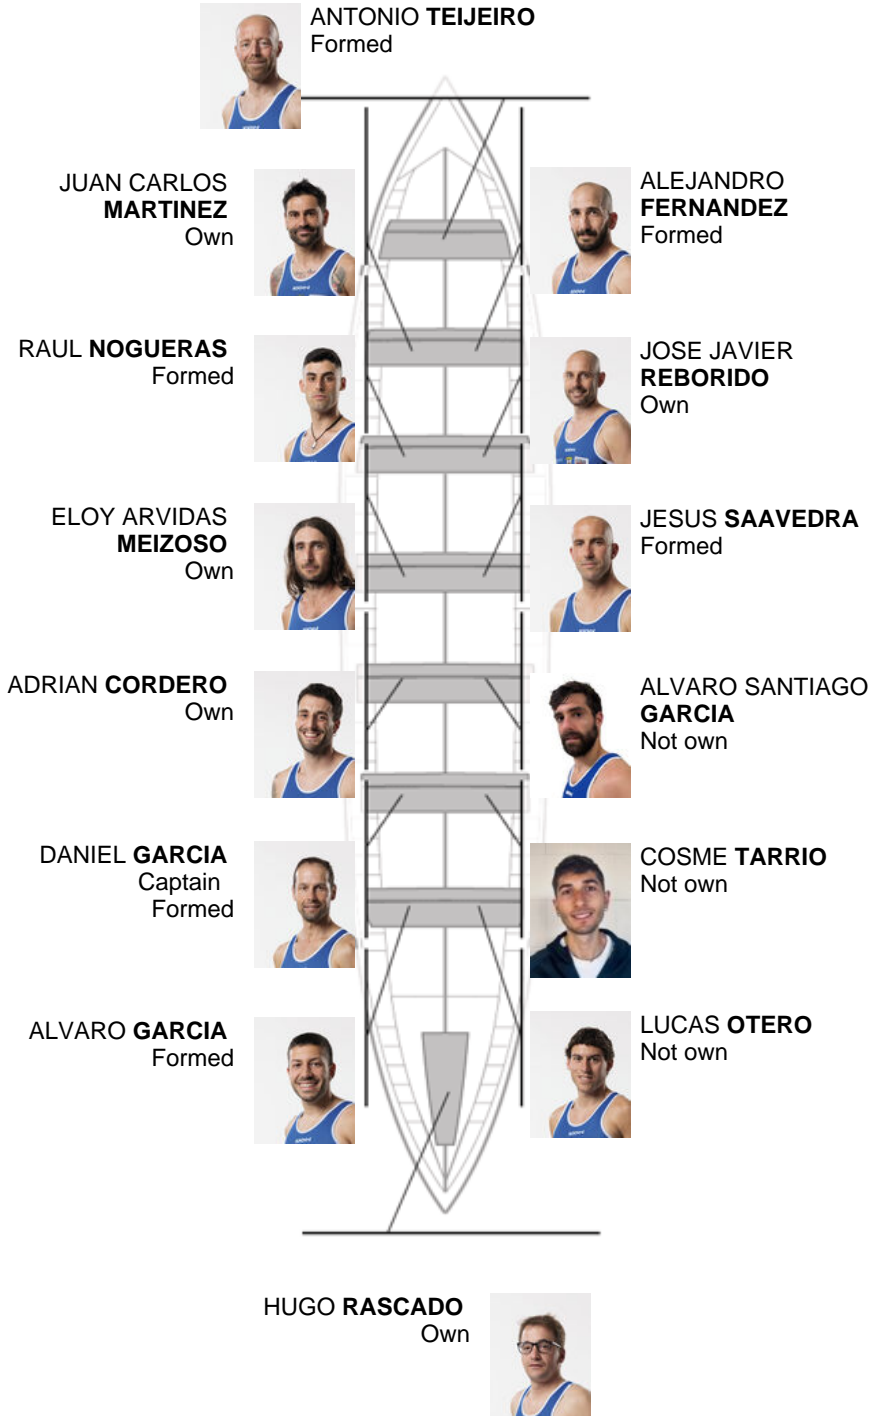 ANTONIO TEIJEIRO
Formed
JUAN CARLOS
MARTINEZ
Own
ALEJANDRO
FERNANDEZ
Formed
RAUL NOGUERAS
Formed
JOSE JAVIER
REBORIDO
Own
ELOY ARVIDAS
MEIZOSO
Own
JESUS SAAVEDRA
Formed
ADRIAN CORDERO
Own
ALVARO SANTIAGO
GARCIA
Not own
DANIEL GARCIA
Captain
Formed
COSME TARRIO
Not own
ALVARO GARCIA
Formed
LUCAS OTERO
Not own
HUGO RASCADO
Own